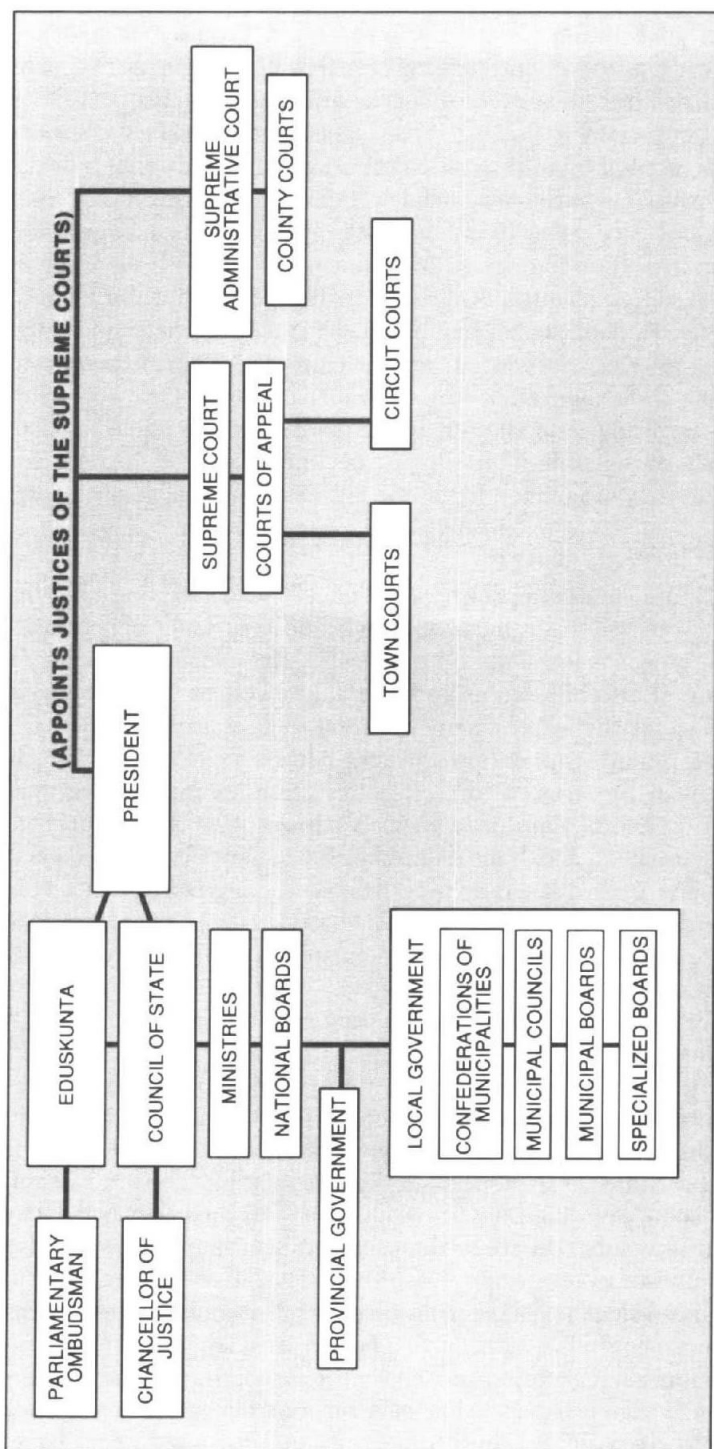 (APPOINTS JUSTICES OF THE SUPREME COURTS)
PARLIAMENTARY
OMBUDSMAN
EDUSKUNTA
PRESIDENT
CHANCELLOR OF
JUSTICE
COUNCIL OF STATE
MINISTRIES
NATIONAL BOARDS
PROVINCIAL GOVERNMENT
LOCAL GOVERNMENT
CONFEDERATIONS OF
MUNICIPALITIES
MUNICIPAL COUNCILS
MUNICIPAL BOARDS
SPECIALIZED BOARDS
SUPREME COURT
COURTS OF APPEAL
TOWN COURTS
CIRCUT COURTS
SUPREME
ADMINISTRATIVE COURT
COUNTY COURTS